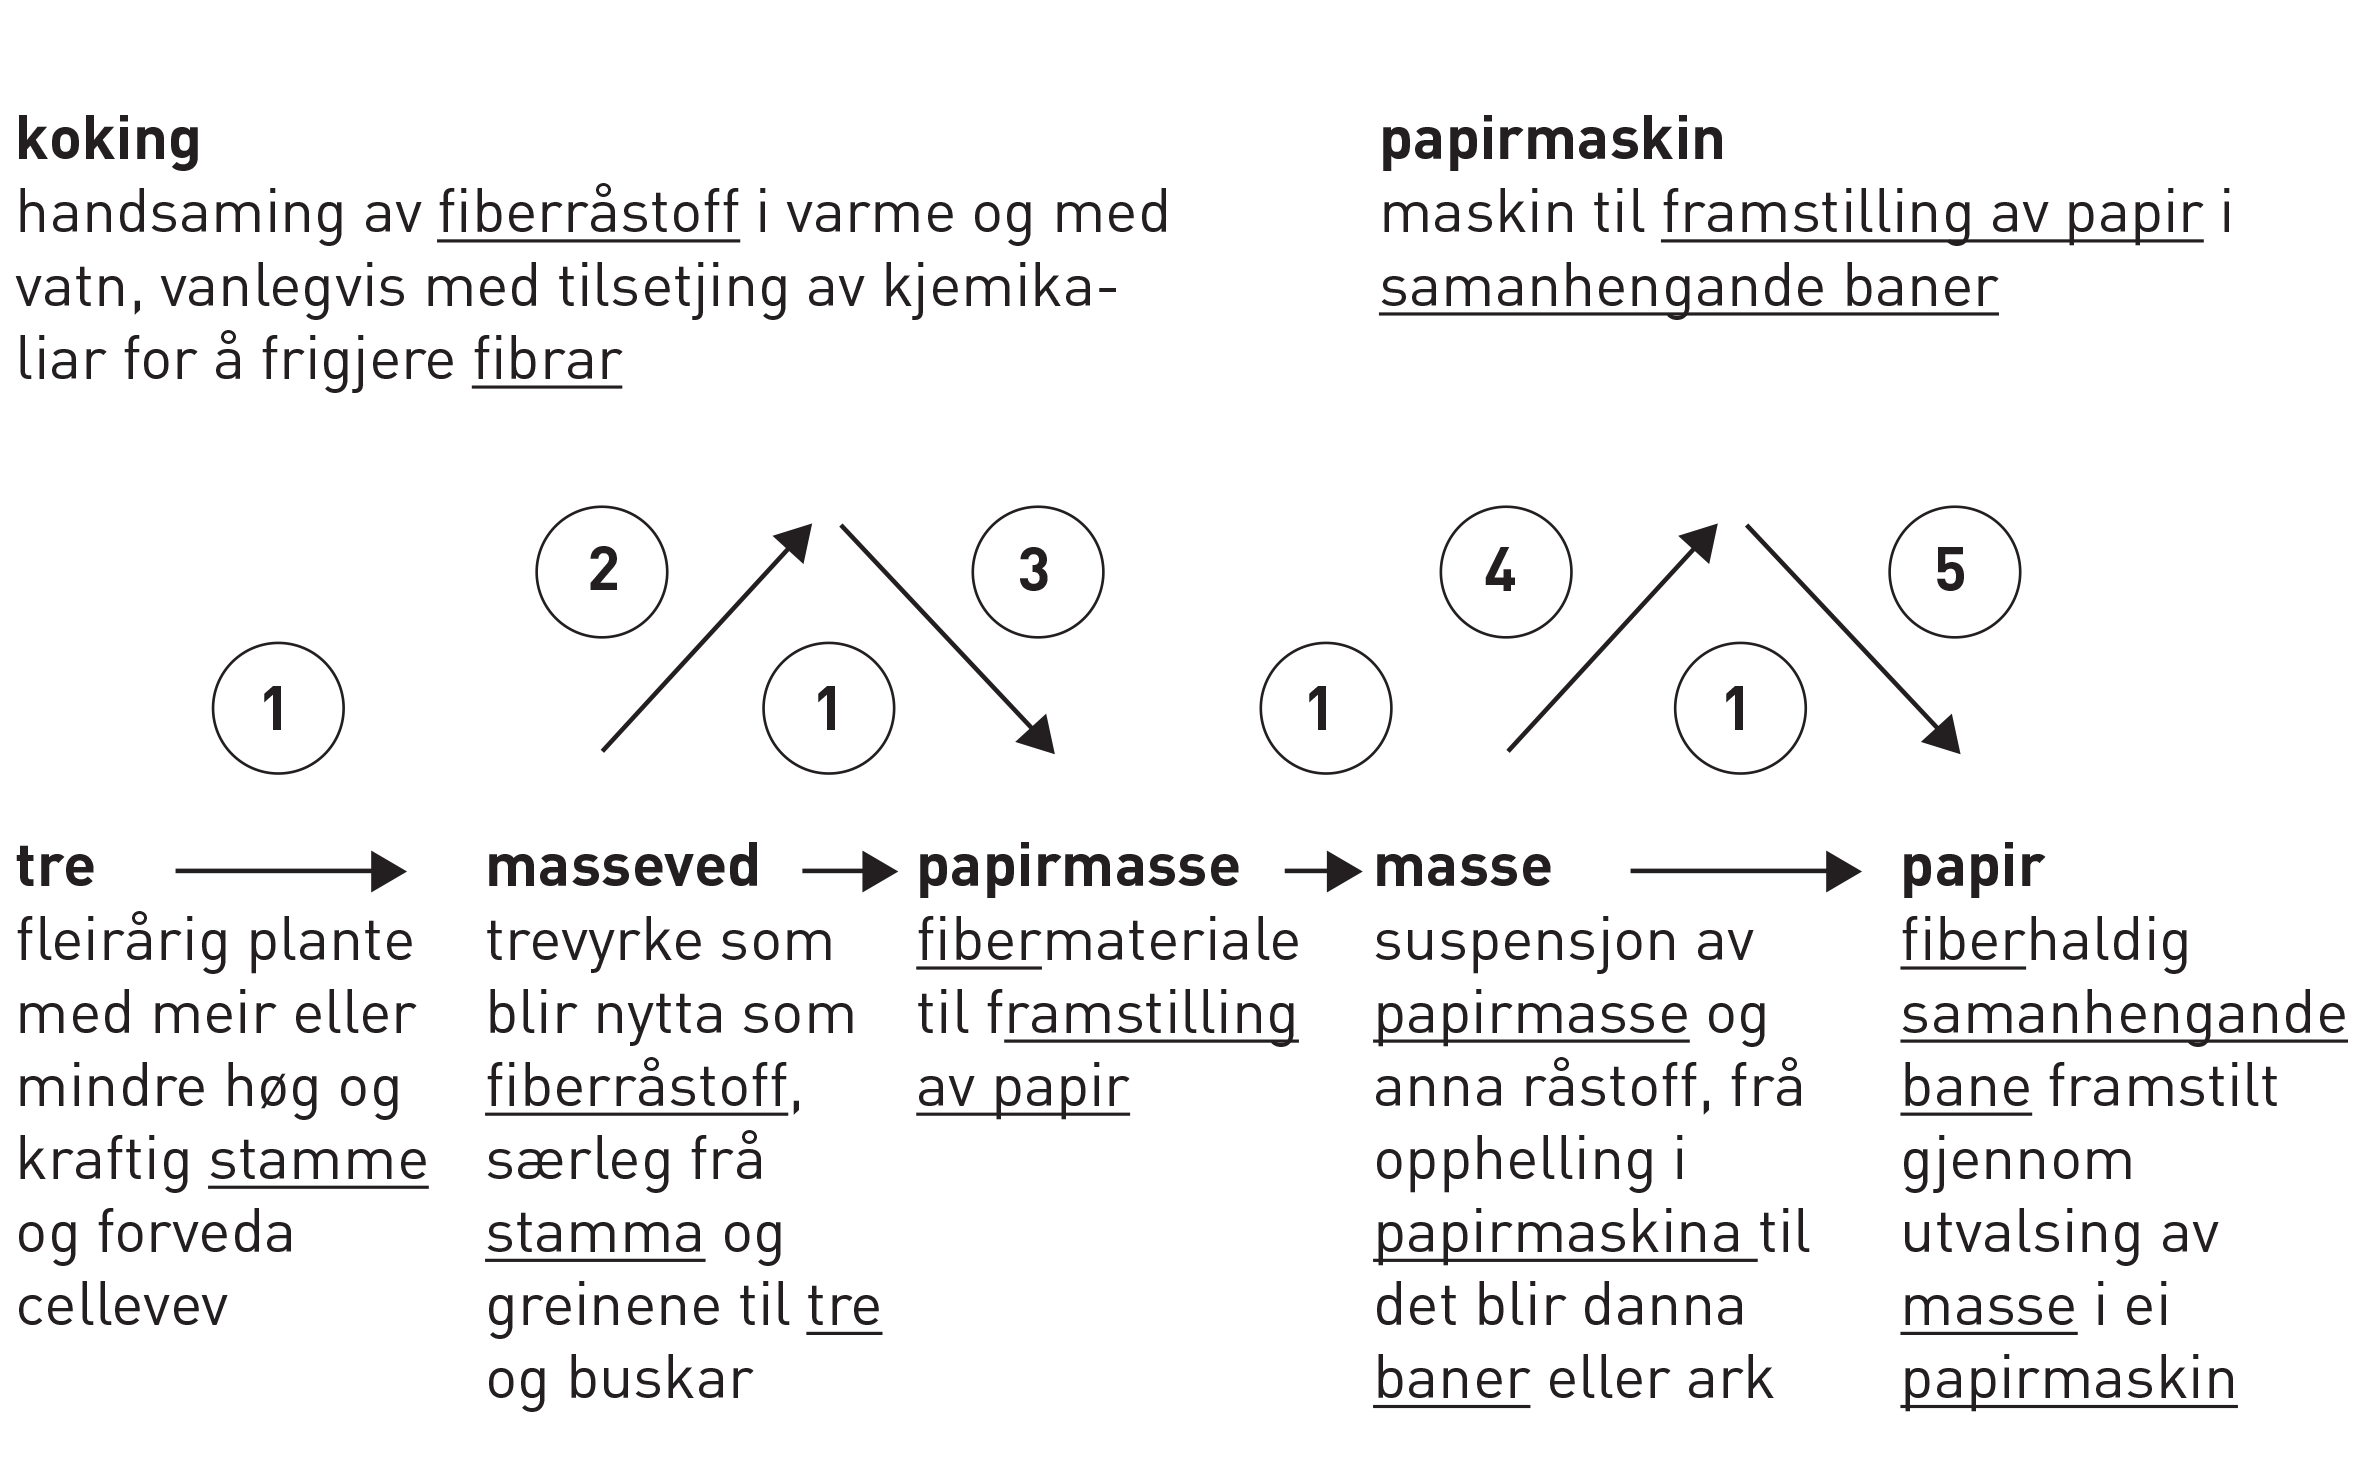 koking
handsaming av fiberråstoff i varme og med
vatn, vanlegvis med tilsetjing av kjemika-
liar for å frigjere fibrar
papirmaskin
maskin til framstilling av papir i
samanhengande baner
2
3
4
5
1
1
1
1
tre
fleirårig plante
med meir eller
mindre høg og
kraftig stamme
og forveda
cellevev
masseved
trevyrke som
blir nytta som
fiberråstoff,
særleg frå
stamma og
greinene til tre
og buskar
papirmasse
fibermateriale
til framstilling
av papir
masse
suspensjon av
papirmasse og
anna råstoff, frå
opphelling i
papirmaskina til
det blir danna
baner eller ark
papir
fiberhaldig
samanhengande
bane framstilt
gjennom
utvalsing av
masse i ei
papirmaskin